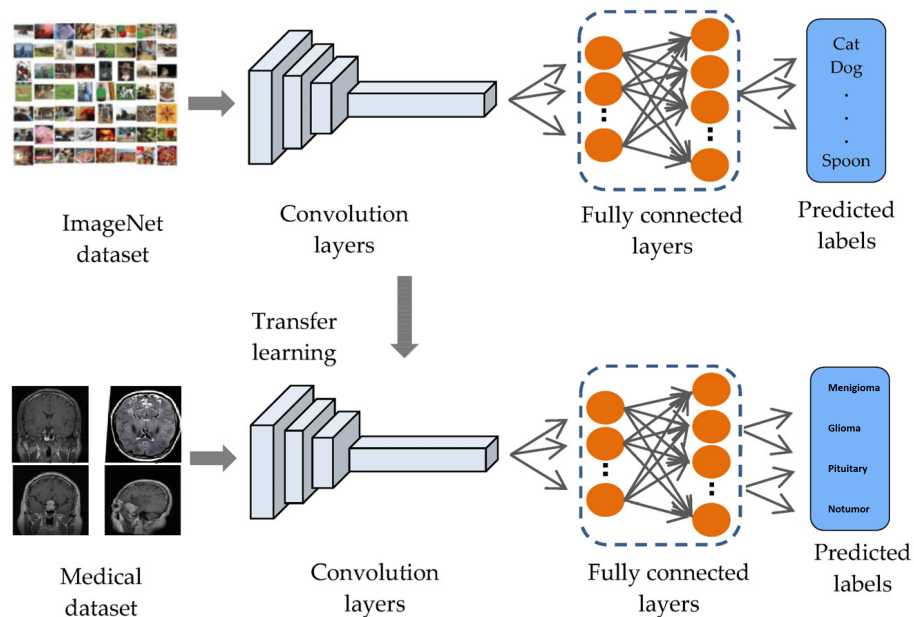 Cat
Dog
.
.
.
Spoon
ImageNet
dataset
Convolution
layers
Fully connected
layers
Predicted
labels
Transfer
learning
Menigioma
Glioma
Pituitary
Notumor
Medical
dataset
Convolution
layers
Fully connected
layers
Predicted
labels